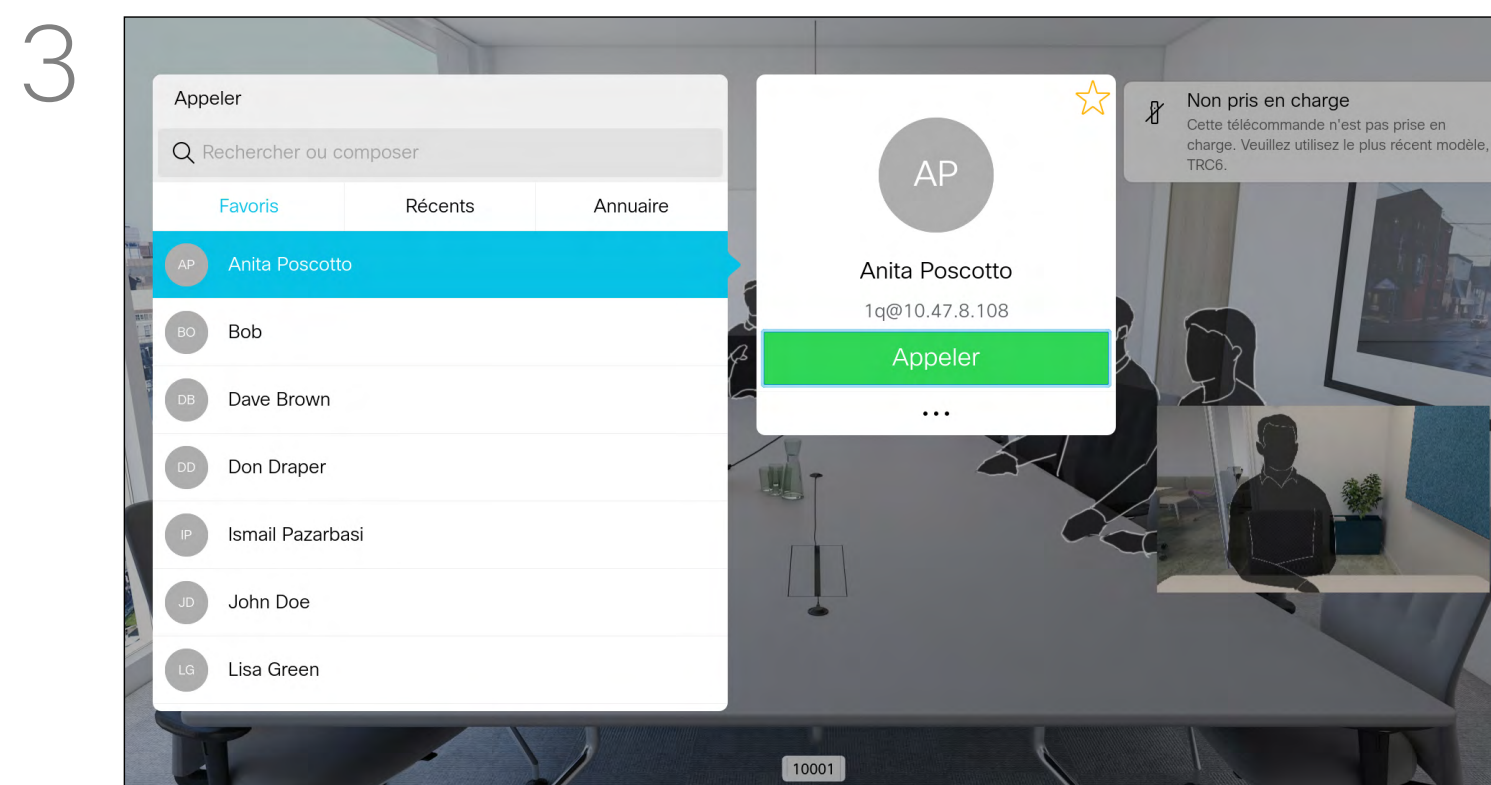 3
Appeler
Rechercher ou composer
Favoris
Récents
Annuaire
AP
Anita Poscotto
BO
Bob
DB
Dave Brown
DD
Don Draper
IP
Ismail Pazarbasi
JD
John Doe
LG
Lisa Green
AP
Anita Poscotto
1q@10.47.8.108
Appeler
...
Non pris en charge
Cette télécommande n'est pas prise en
charge. Veuillez utilisez le plus récent modèle,
TRC6.
10001